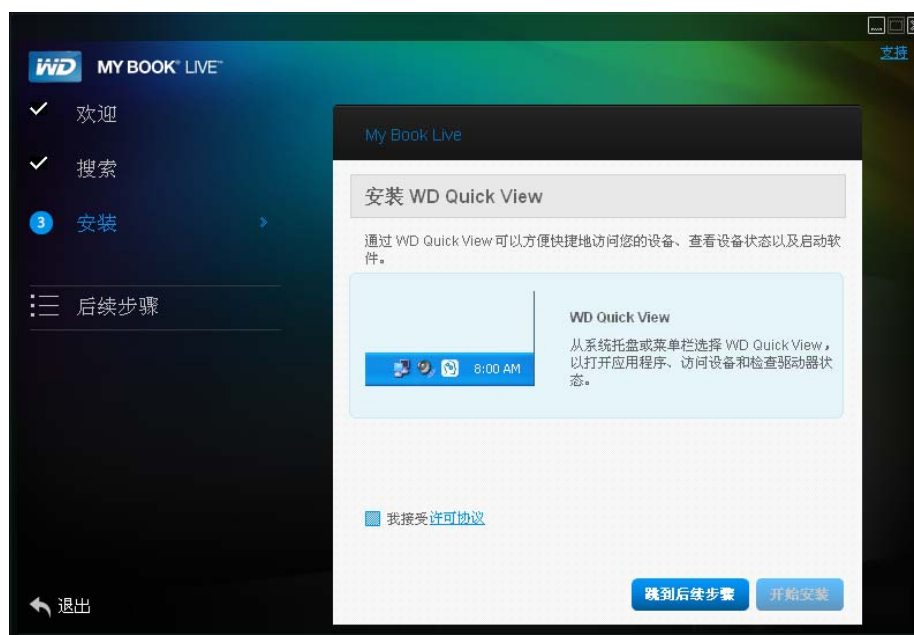 WD MY BOOK® LIVE™
支持
欢迎
搜索
3 安装
后续步骤
退出
My Book Live
安装 WD Quick View
通过 WD Quick View 可以方便快捷地访问您的设备、查看设备状态以及启动软
件。
8:00 AM
WD Quick View
从系统托盘或菜单栏选择 WD Quick View，
以打开应用程序、访问设备和检查驱动器状
态。
我接受许可协议
跳到后续步骤
开始安装